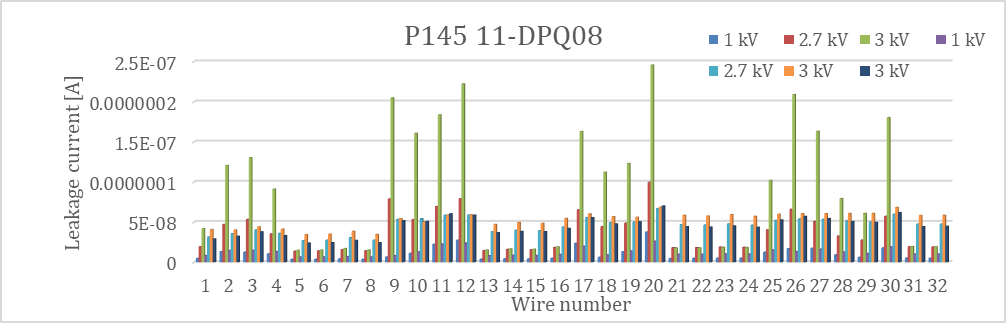 P145 11-DPQ08
1 kV 2.7 kV 3 kV 1 kV
2.7 kV 3 kV 3 kV
Leakage current [A]
2.5E-07
0.0000002
1.5E-07
0.0000001
5E-08
0
1 2 3 4 5 6 7 8 9 10 11 12 13 14 15 16 17 18 19 20 21 22 23 24 25 26 27 28 29 30 31 32
Wire number